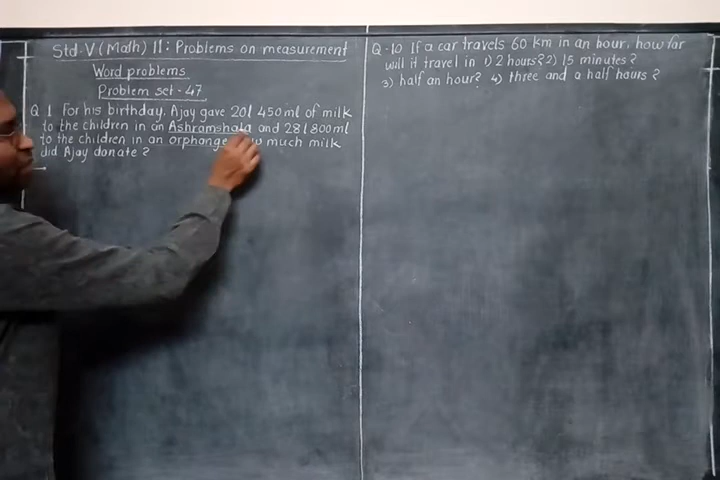 Std-V (Math) 11: Problems on measurement
Word problems
Problem set - 47
Q 1 For his birthday, Ajay gave 20l 450 ml of milk
to the children in an Ashramshala and 28l 800 ml
to the children in an orphange much milk
did Ajay donate ?
Q-10 If a car travels 60 km in an hour, how far
will it travel in 1) 2 hours? 2) 15 minutes ?
3) half an hour? 4) three and a half hours ?